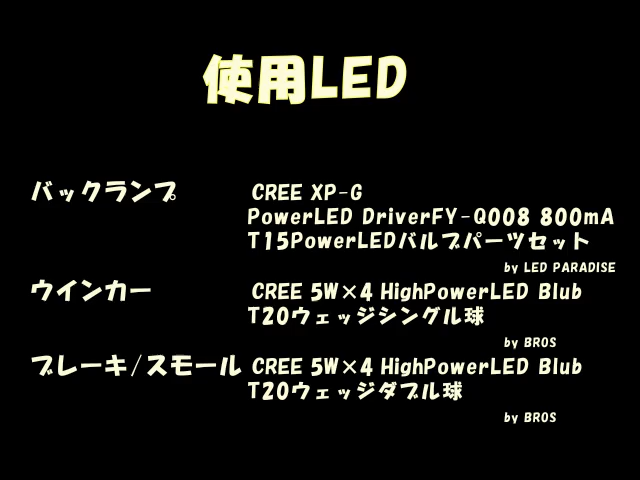 使用LED
バックランプ CREE XP-G
PowerLED DriverFY-Q008 800mA
T15PowerLEDバルブパーツセット
by LED PARADISE
ウインカー CREE 5W×4 HighPowerLED Blub
T20ウェッジシングル球
by BROS
ブレーキ/スモール CREE 5W×4 HighPowerLED Blub
T20ウェッジダブル球
by BROS